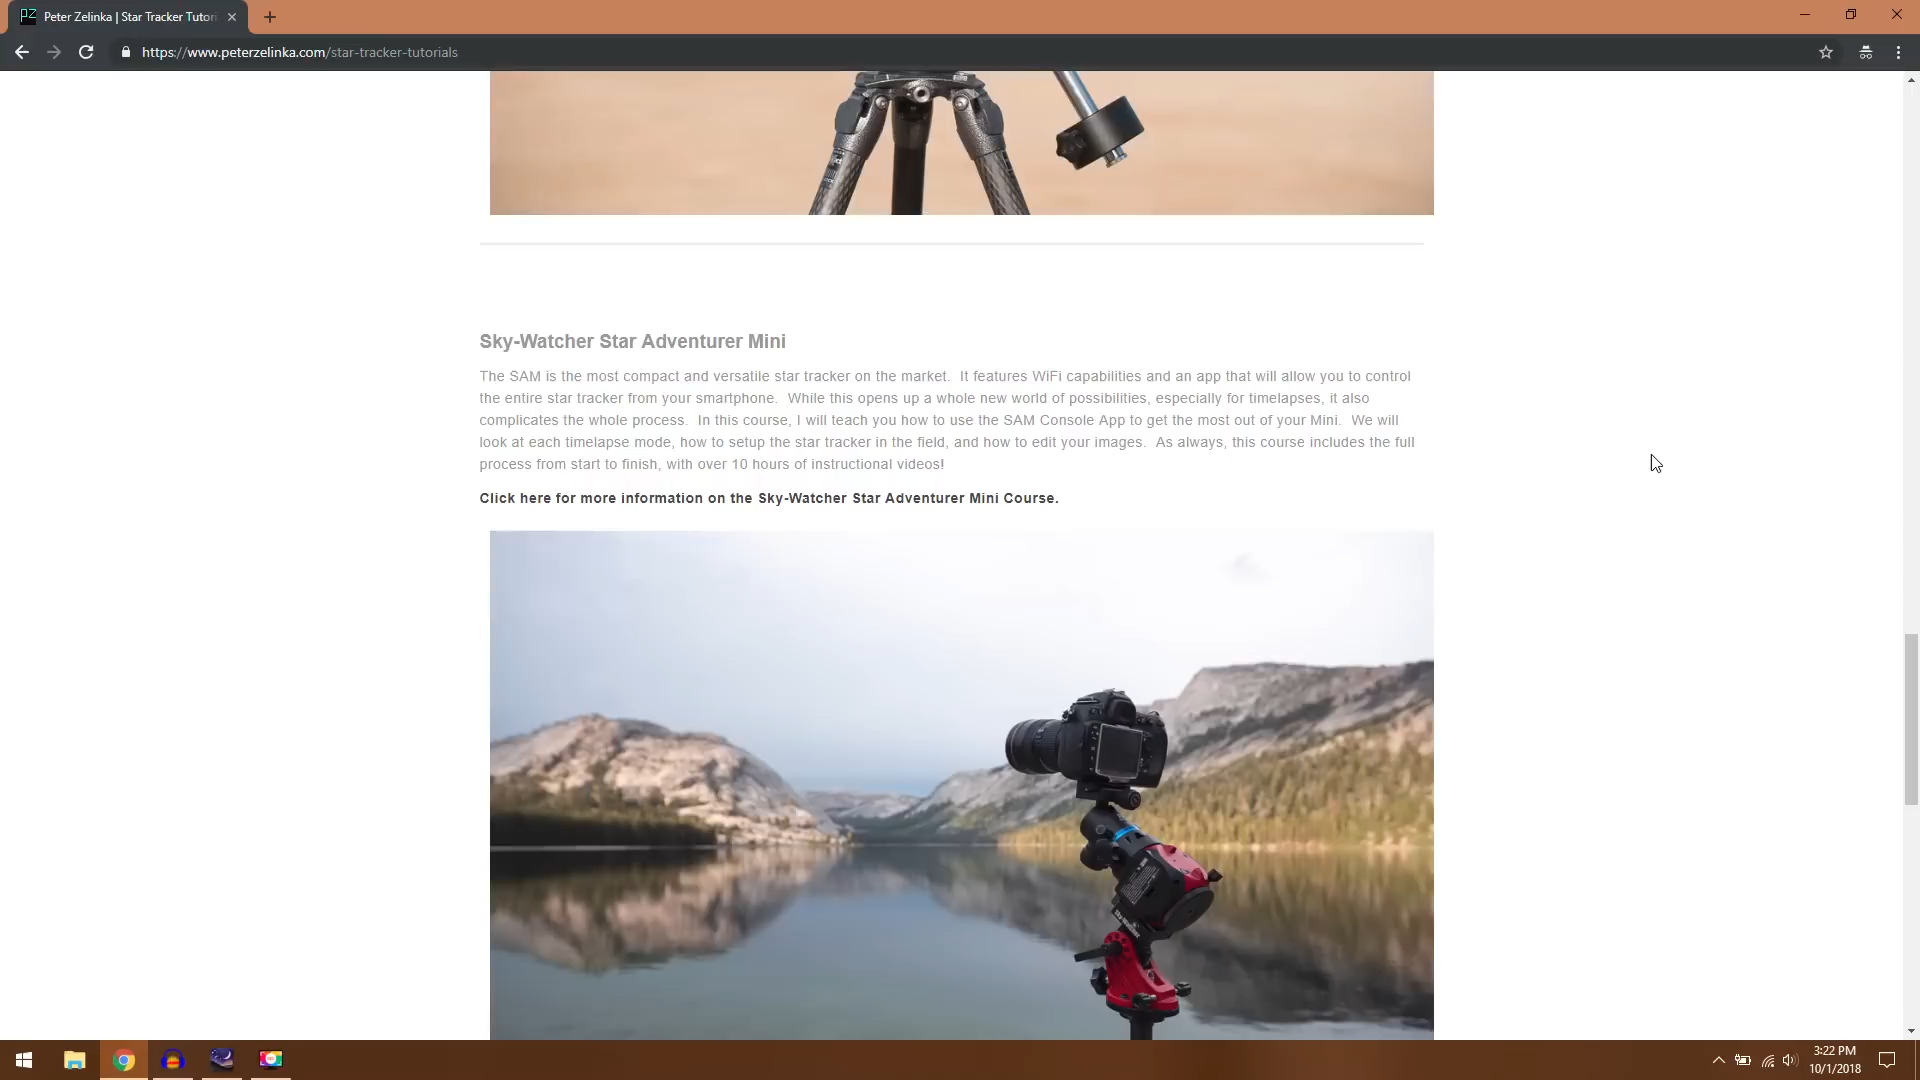 PZ Peter Zelinka | Star Tracker Tutori
https://www.peterzelinka.com/star-tracker-tutorials
Sky-Watcher Star Adventurer Mini
The SAM is the most compact and versatile star tracker on the market.  It features WiFi capabilities and an app that will allow you to control
the entire star tracker from your smartphone.  While this opens up a whole new world of possibilities, especially for timelapses, it also
complicates the whole process.  In this course, I will teach you how to use the SAM Console App to get the most out of your Mini.  We will
look at each timelapse mode, how to setup the star tracker in the field, and how to edit your images.  As always, this course includes the full
process from start to finish, with over 10 hours of instructional videos!
Click here for more information on the Sky-Watcher Star Adventurer Mini Course.
Sky-Watcher
3:22 PM
10/1/2018